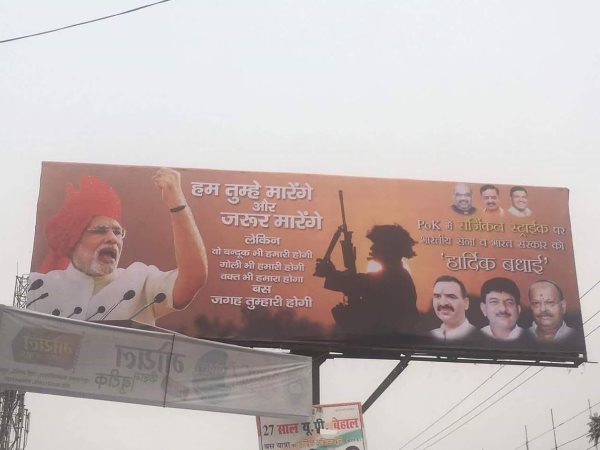 हम तुम्हे मारेंगे
और
जरूर मारेंगे
लेकिन
वो बन्दूक भी हमारी होगी
गोली भी हमारी होगी
वक्त भी हमारा होगा
बस
जगह तुम्हारी होगी
PoK में सर्जिकल स्ट्राईक पर
भारतीय सेना व भारत सरकार को
'हार्दिक बधाई'
27 साल यू.पी. बेहाल